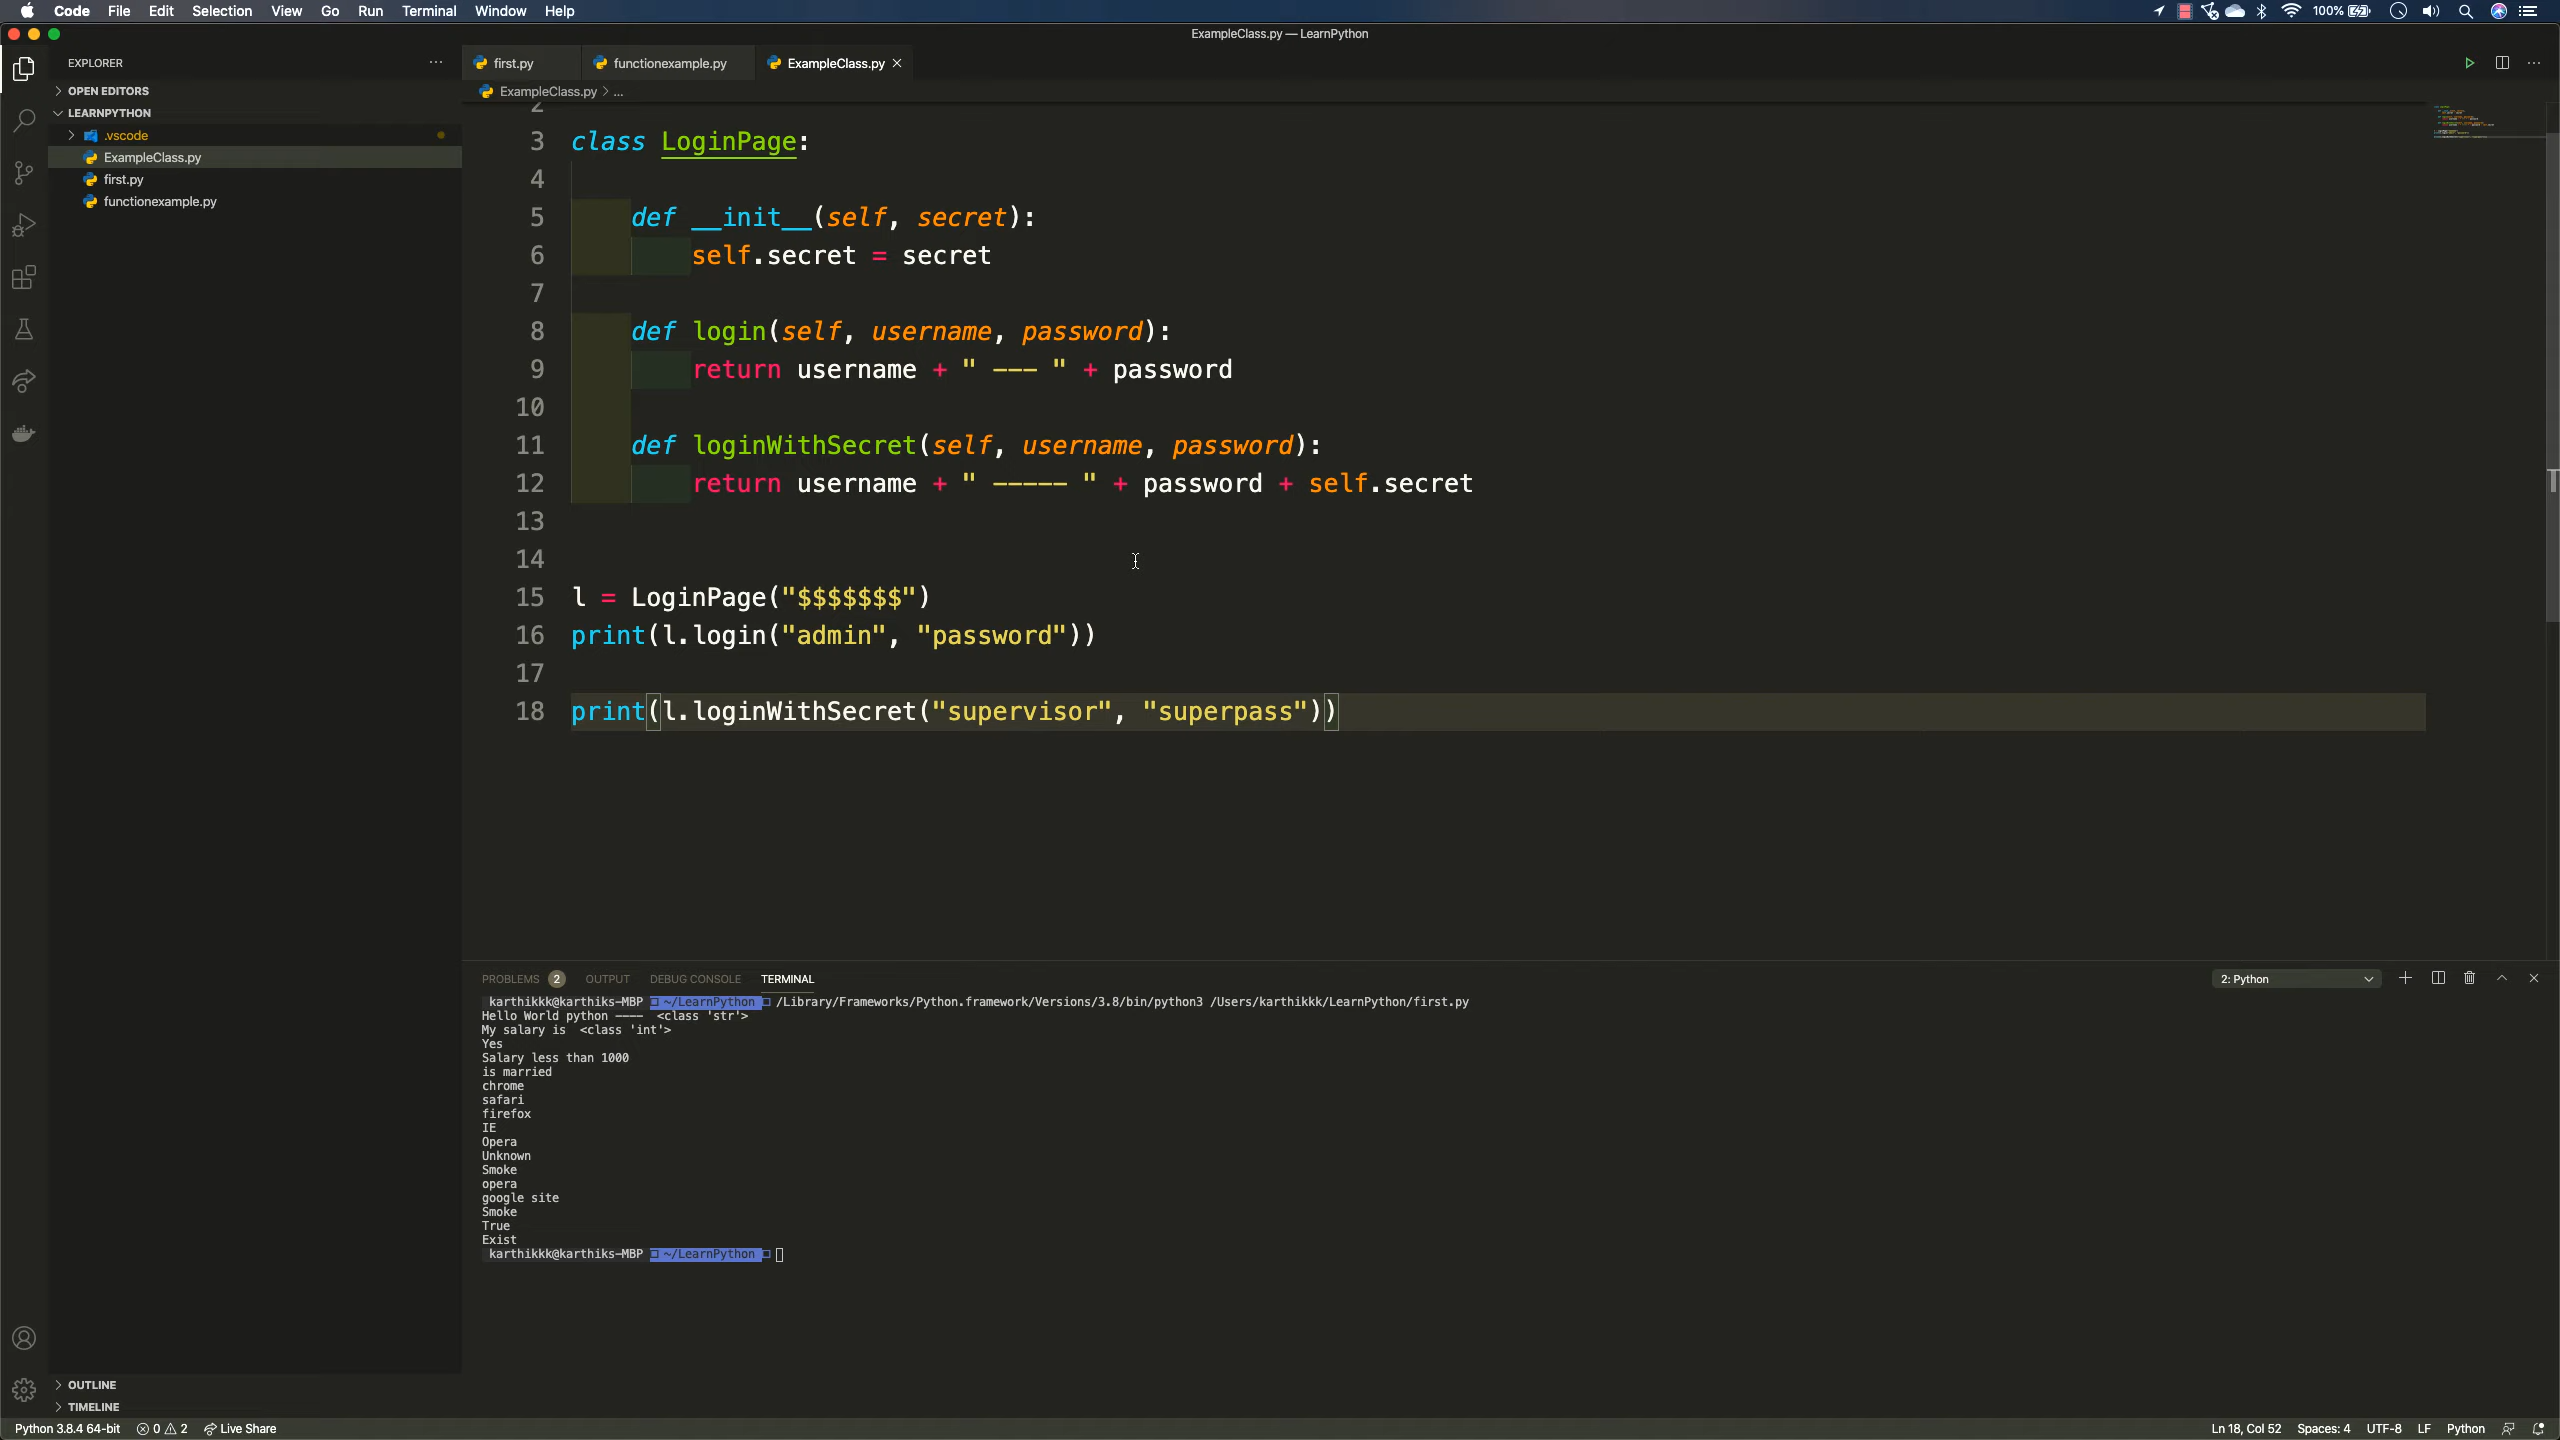 Code File Edit Selection View Go Run Terminal Window Help 100%
ExampleClass.py — LearnPython
EXPLORER
OPEN EDITORS
LEARNPYTHON
.vscode
ExampleClass.py
first.py
functionexample.py
first.py functionexample.py ExampleClass.py
ExampleClass.py > ...
2
3 class LoginPage:
4
5 def __init__(self, secret):
6 self.secret = secret
7
8 def login(self, username, password):
9 return username + " --- " + password
10
11 def loginWithSecret(self, username, password):
12 return username + " ----- " + password + self.secret
13
14
15 l = LoginPage("$$$$$$$")
16 print(l.login("admin", "password"))
17
18 print(l.loginWithSecret("supervisor", "superpass"))
PROBLEMS 2 OUTPUT DEBUG CONSOLE TERMINAL 2: Python
karthikkk@karthiks-MBP ~/LearnPython /Library/Frameworks/Python.framework/Versions/3.8/bin/python3 /Users/karthikkk/LearnPython/first.py
Hello World python ---- <class 'str'>
My salary is <class 'int'>
Yes
Salary less than 1000
is married
chrome
safari
firefox
IE
Opera
Unknown
Smoke
opera
google site
Smoke
True
Exist
karthikkk@karthiks-MBP ~/LearnPython
OUTLINE
TIMELINE
Python 3.8.4 64-bit 0 2 Live Share Ln 18, Col 52 Spaces: 4 UTF-8 LF Python